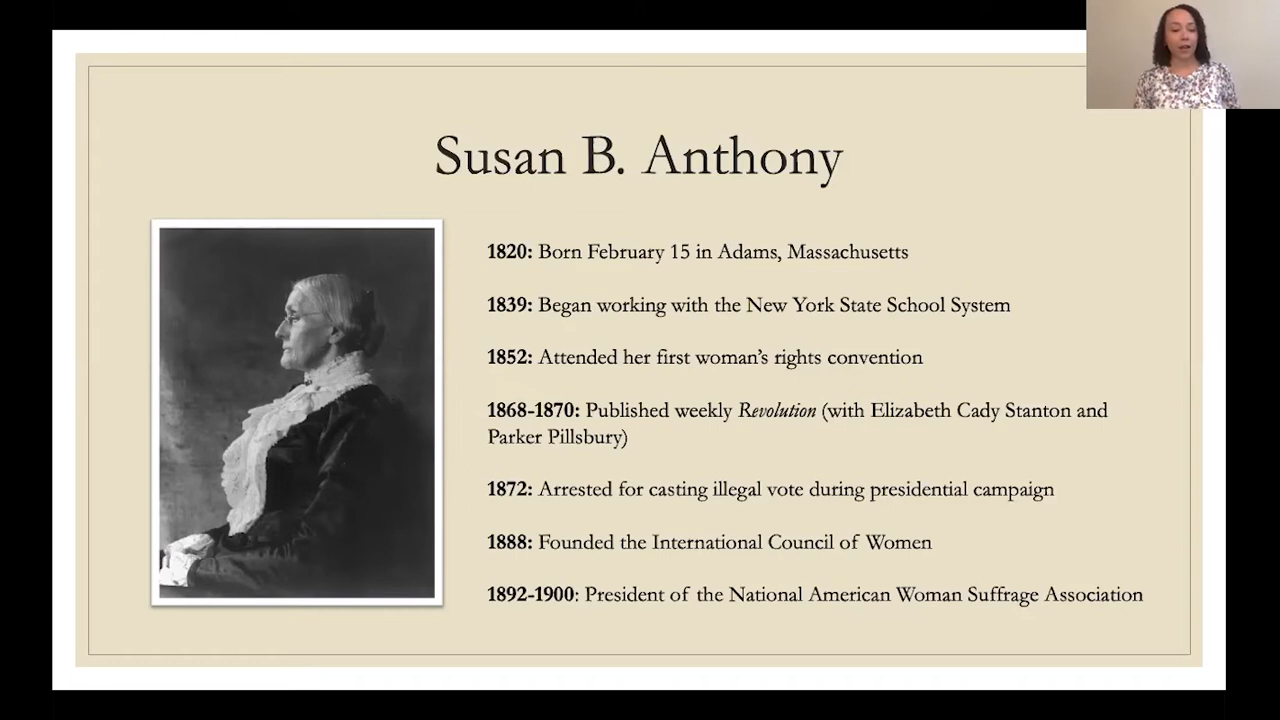 Susan B. Anthony
1820: Born February 15 in Adams, Massachusetts
1839: Began working with the New York State School System
1852: Attended her first woman’s rights convention
1868-1870: Published weekly Revolution (with Elizabeth Cady Stanton and
Parker Pillsbury)
1872: Arrested for casting illegal vote during presidential campaign
1888: Founded the International Council of Women
1892-1900: President of the National American Woman Suffrage Association